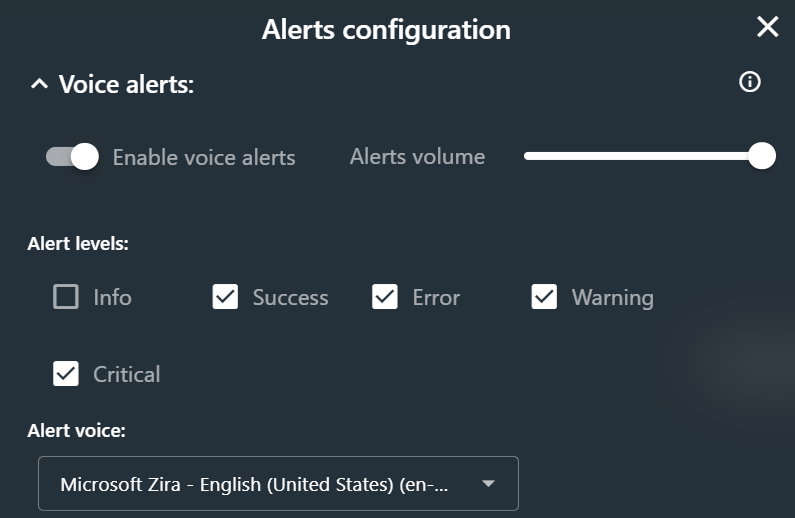 Alerts configuration
Voice alerts:
Enable voice alerts Alerts volume
Alert levels:
Info Success Error Warning
Critical
Alert voice:
Microsoft Zira - English (United States) (en-...